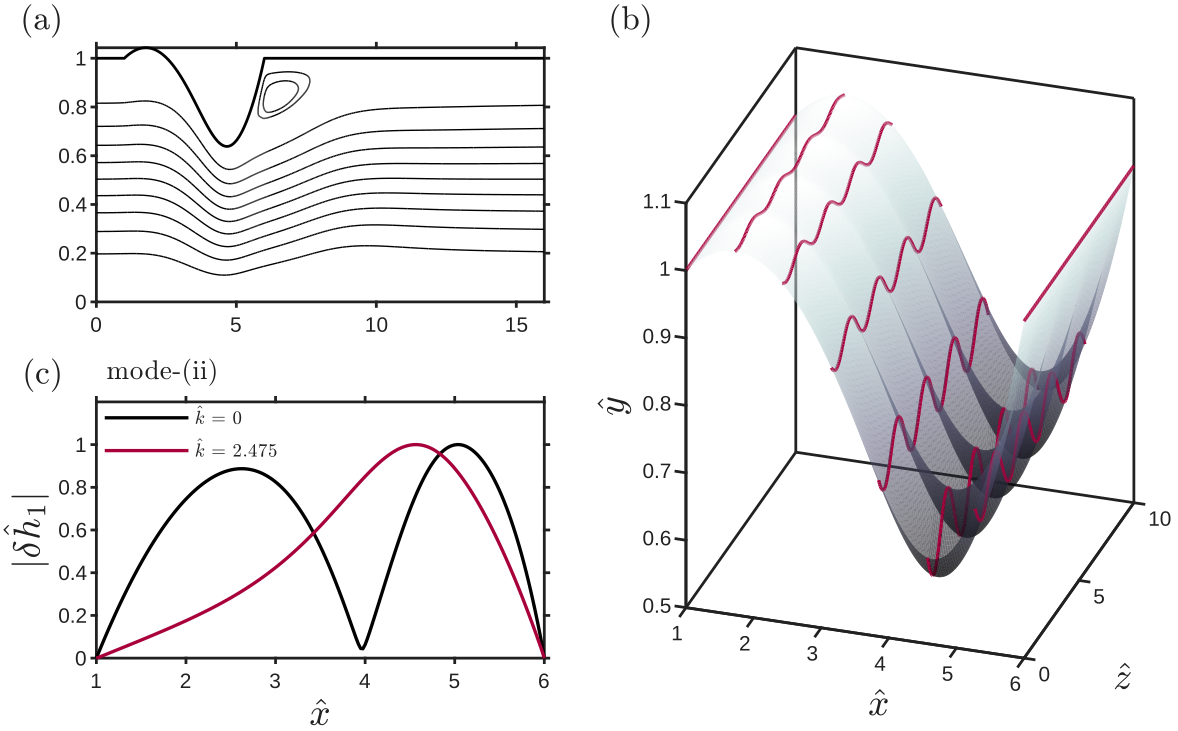 (a)
1
0.8
0.6
0.4
0.2
0
0 5 10 15
(b)
1.1
1
0.9
0.8
0.7
0.6
0.5
ŷ
1 2 3 4 5 6
x̂
0 5 10
ẑ
(c)
mode-(ii)
k̂ = 0
k̂ = 2.475
1
0.8
0.6
0.4
0.2
0
|δĥ₁|
1 2 3 4 5 6
x̂